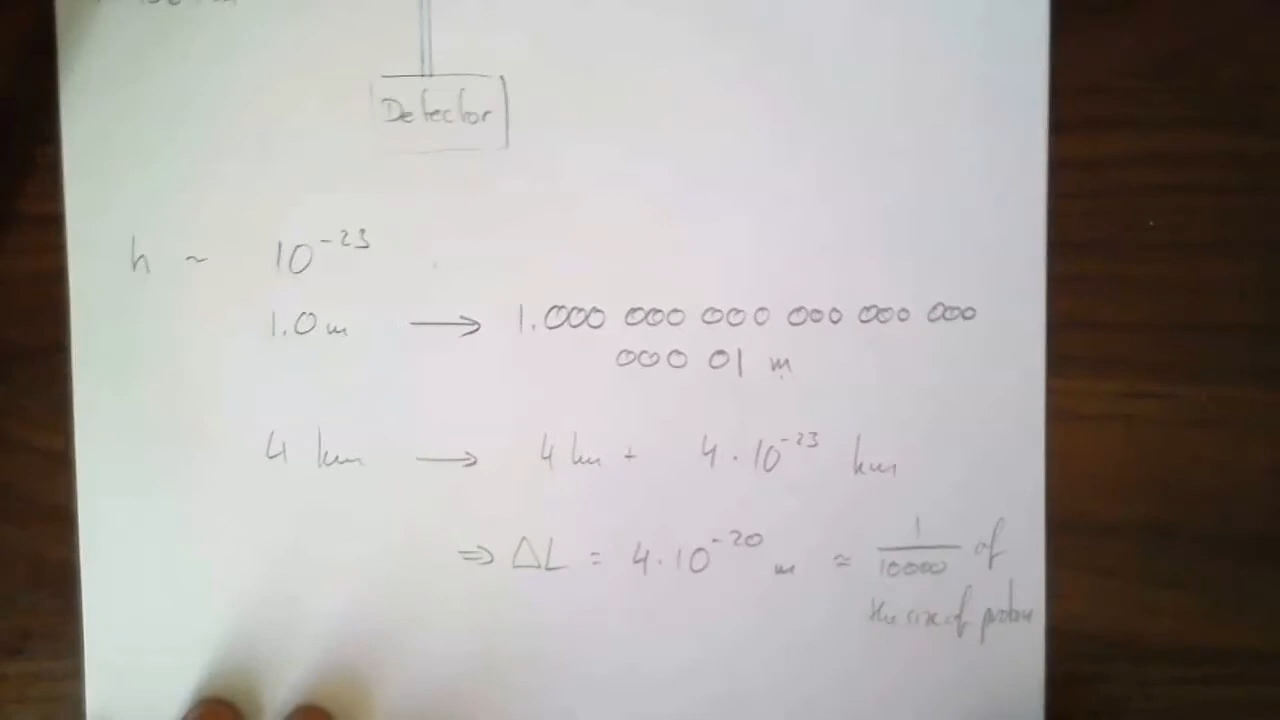 Detector
h ~ 10⁻²³
1.0 m → 1.000 000 000 000 000 000
000 01 m
4 km → 4 km + 4 · 10⁻²³ km
⇒ ΔL = 4 · 10⁻²⁰ m ≈ 1/10000 of
the size of proton